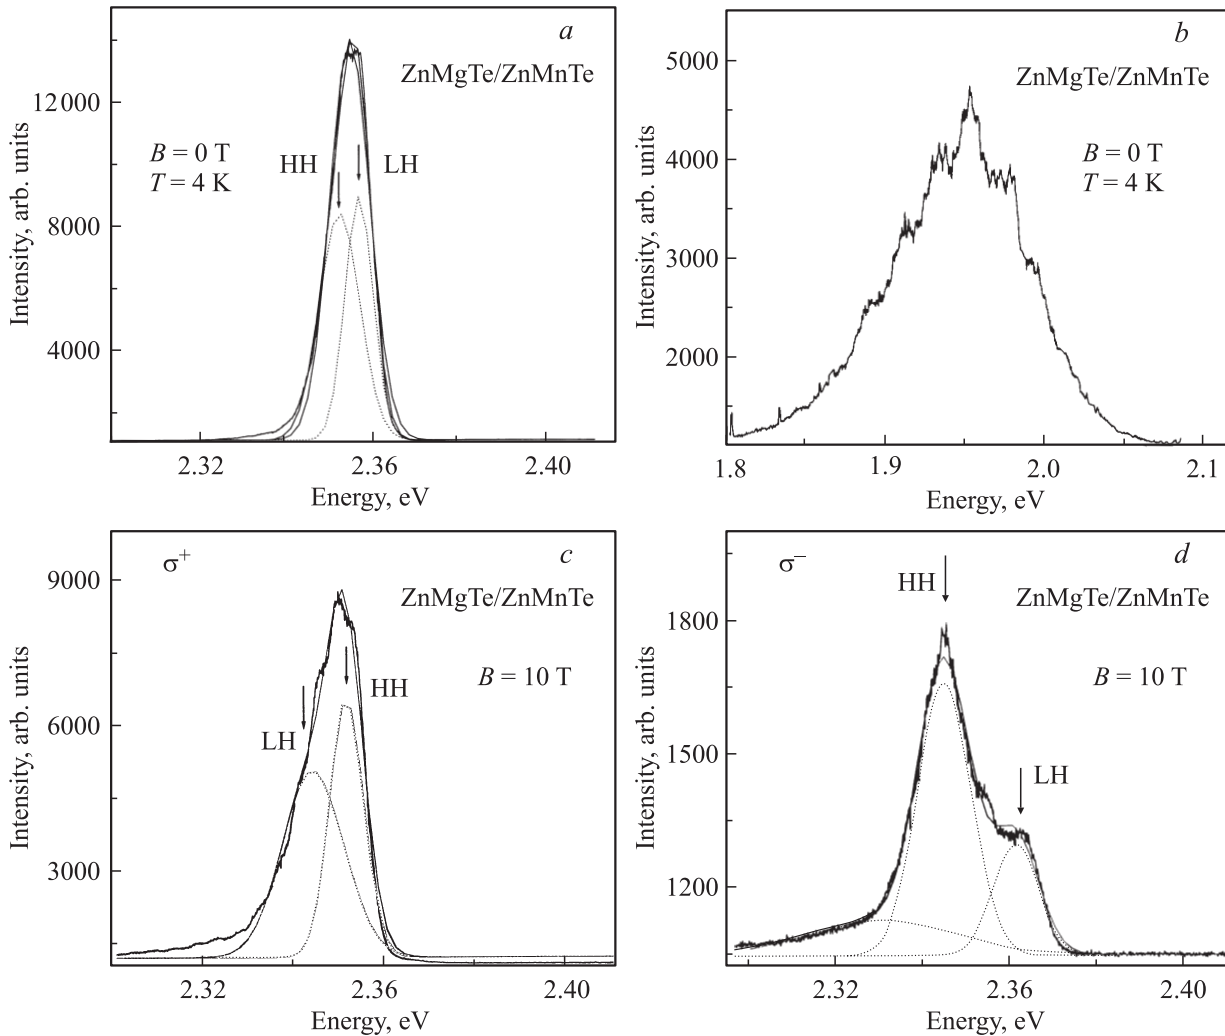 a
ZnMgTe/ZnMnTe
B = 0 T
T = 4 K
HH
LH
12000
8000
4000
Intensity, arb. units
2.32
2.36
2.40
Energy, eV
b
ZnMgTe/ZnMnTe
B = 0 T
T = 4 K
5000
4000
3000
2000
Intensity, arb. units
1.8
1.9
2.0
2.1
Energy, eV
c
σ+
ZnMgTe/ZnMnTe
B = 10 T
HH
LH
9000
6000
3000
Intensity, arb. units
2.32
2.36
2.40
Energy, eV
d
σ–
HH
ZnMgTe/ZnMnTe
B = 10 T
LH
1800
1500
1200
Intensity, arb. units
2.32
2.36
2.40
Energy, eV